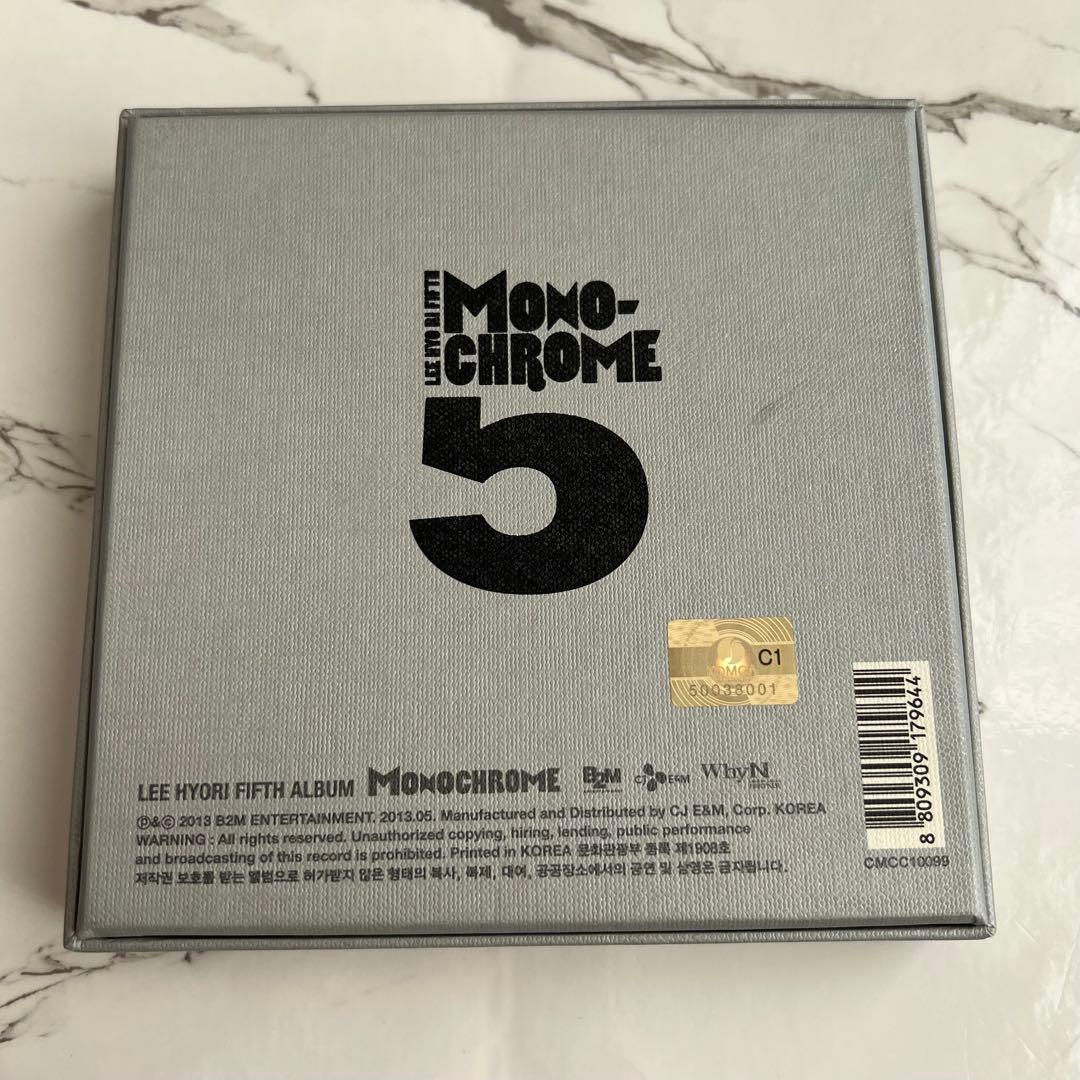 LEE HYORI FIFTH
MONO-
CHROME
5
C1
KOMCA
50038001
LEE HYORI FIFTH ALBUM MONOCHROME B2M CJ E&M WhyN
℗&© 2013 B2M ENTERTAINMENT. 2013.05. Manufactured and Distributed by CJ E&M, Corp. KOREA
WARNING : All rights reserved. Unauthorized copying, hiring, lending, public performance
and broadcasting of this record is prohibited. Printed in KOREA 문화관광부 등록 제1908호
저작권 보호를 받는 앨범으로 허가받지 않은 형태의 복사, 복제, 대여, 공공장소에서의 공연 및 상영은 금지됩니다.
8 809309 179644
CMCC10099